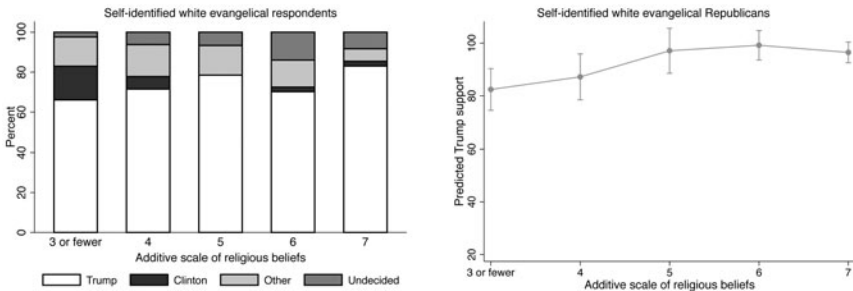 Self-identified white evangelical respondents
Percent
100
80
60
40
20
0
3 or fewer 4 5 6 7
Additive scale of religious beliefs
Trump Clinton Other Undecided
Self-identified white evangelical Republicans
Predicted Trump support
100
80
60
40
20
3 or fewer 4 5 6 7
Additive scale of religious beliefs